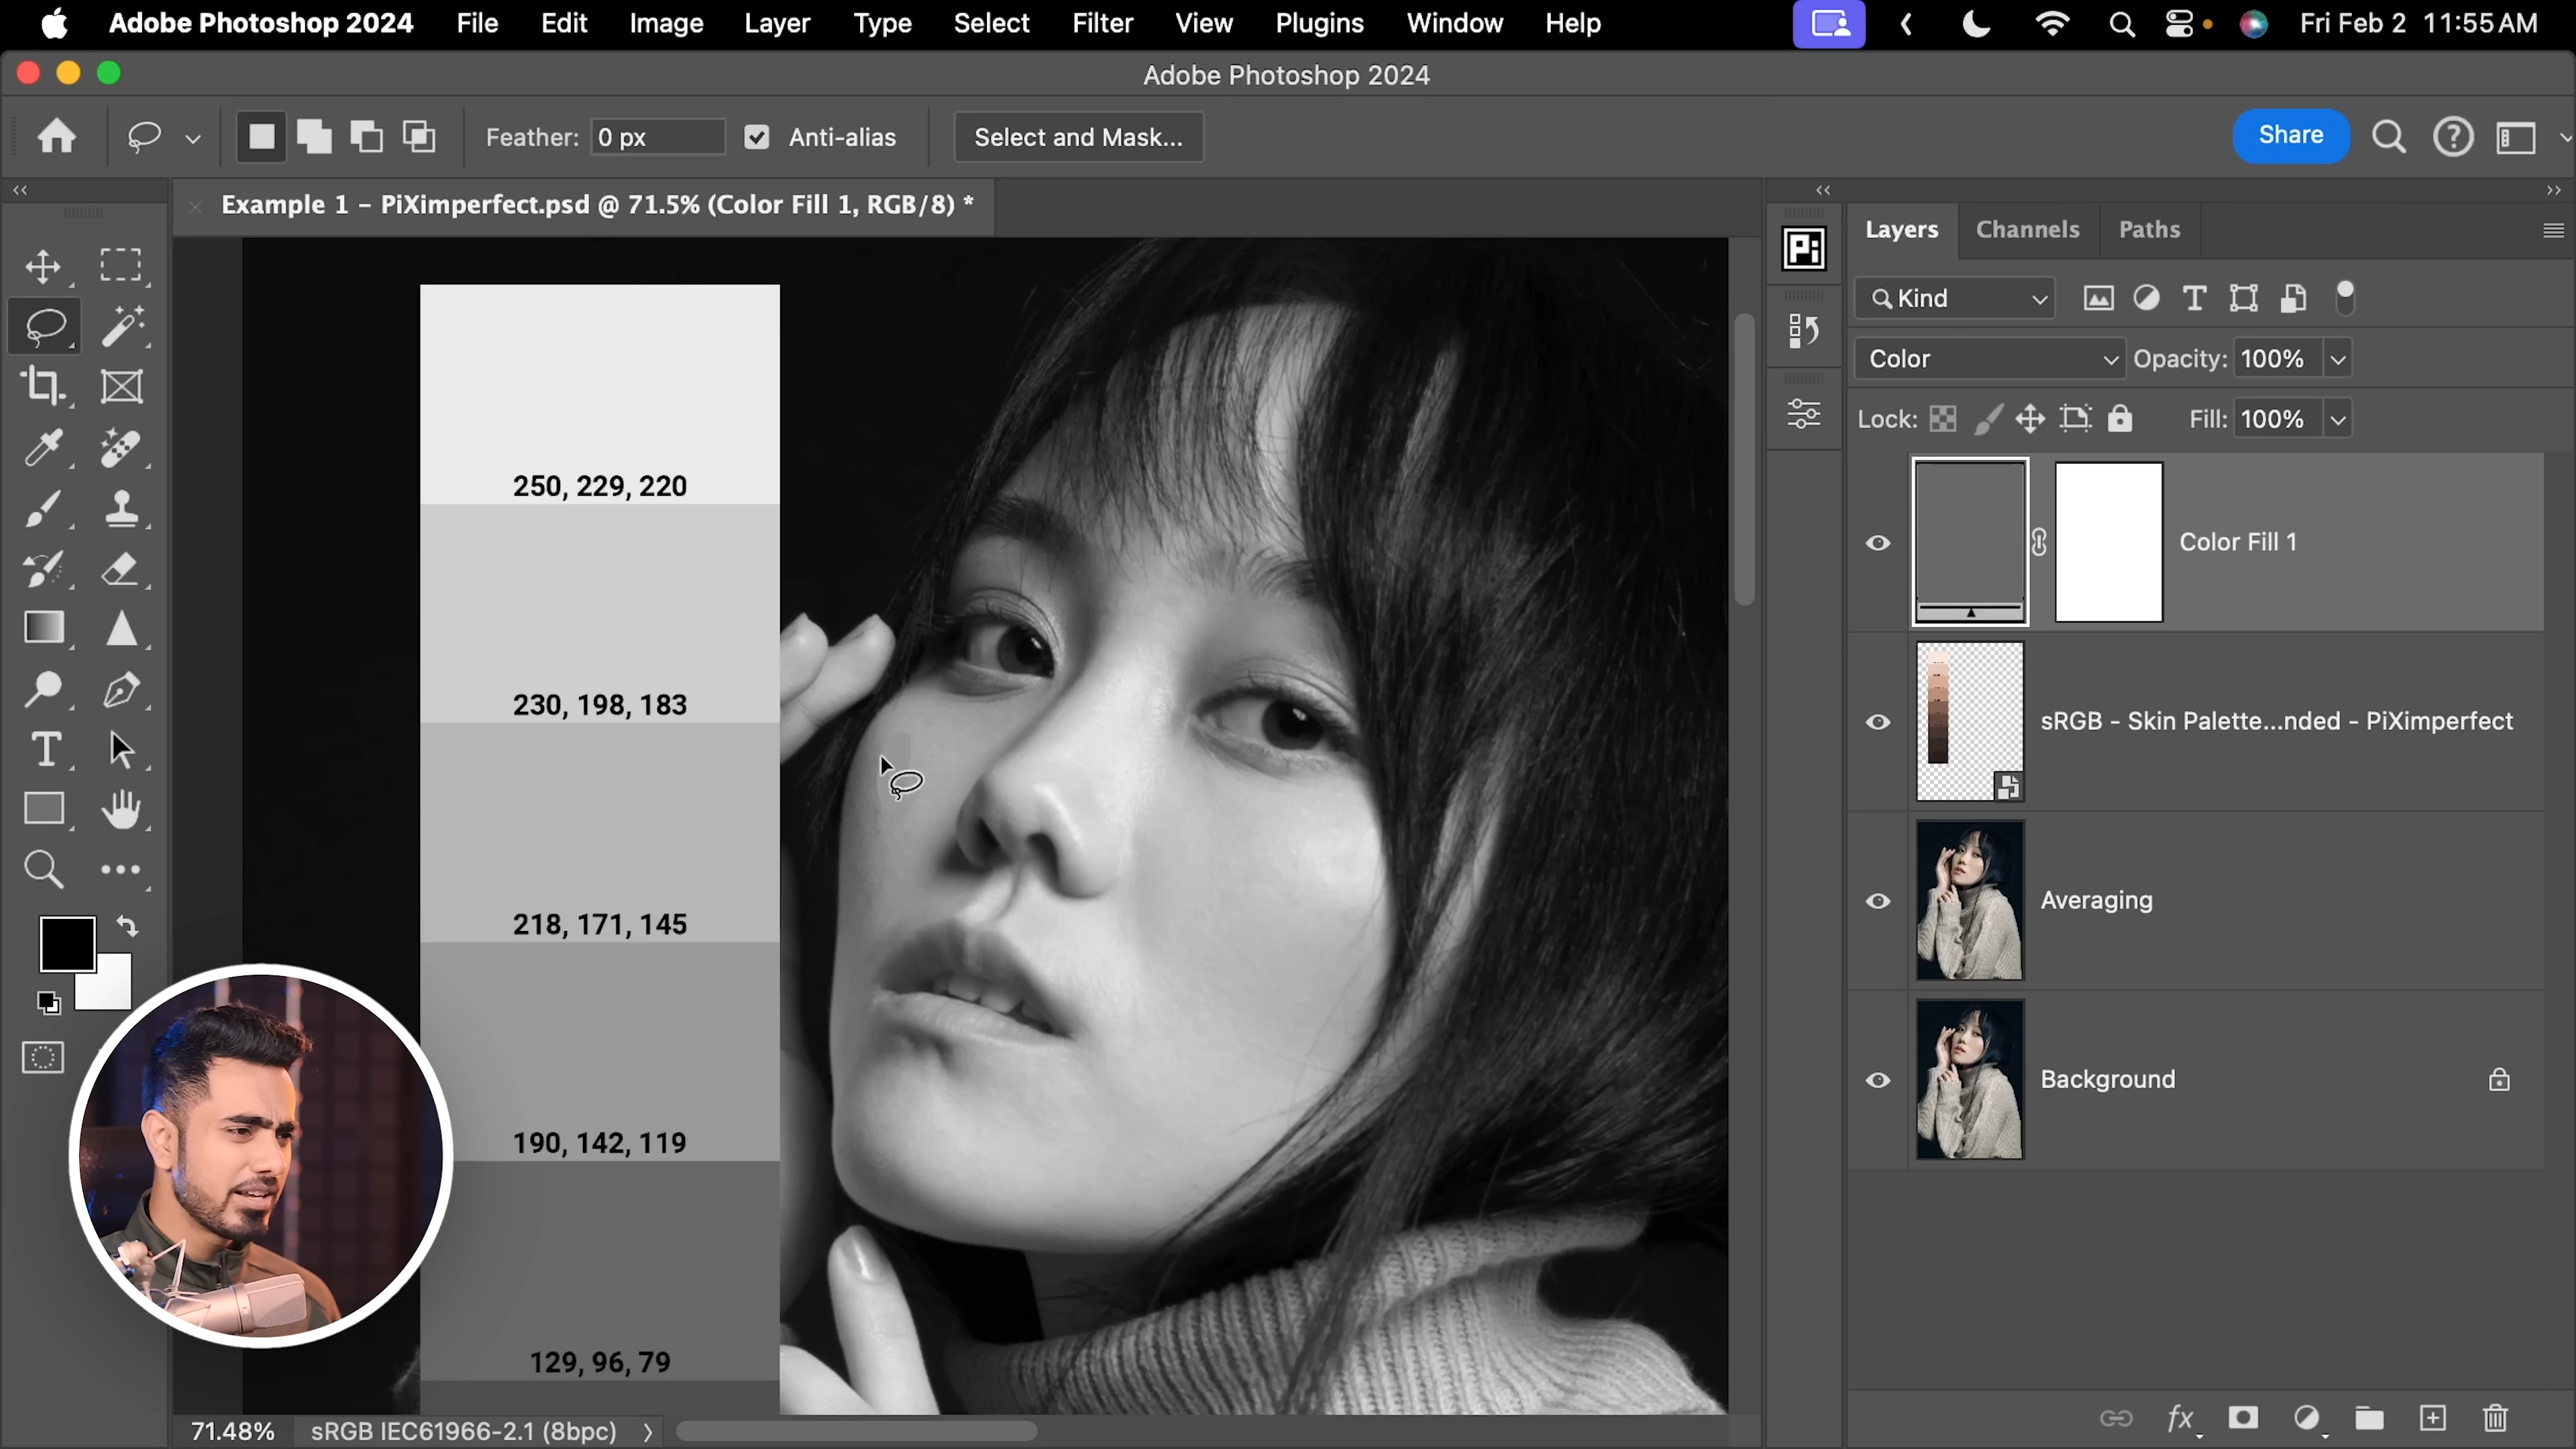 Adobe Photoshop 2024 File Edit Image Layer Type Select Filter View Plugins Window Help Fri Feb 2 11:55 AM
Adobe Photoshop 2024
Feather: 0 px Anti-alias Select and Mask... Share
Example 1 - PiXimperfect.psd @ 71.5% (Color Fill 1, RGB/8) *
Layers Channels Paths
Pi
Kind
Color Opacity: 100%
Lock: Fill: 100%
250, 229, 220
230, 198, 183
218, 171, 145
190, 142, 119
129, 96, 79
Color Fill 1
sRGB - Skin Palette...nded - PiXimperfect
Averaging
Background
fx
71.48% sRGB IEC61966-2.1 (8bpc)